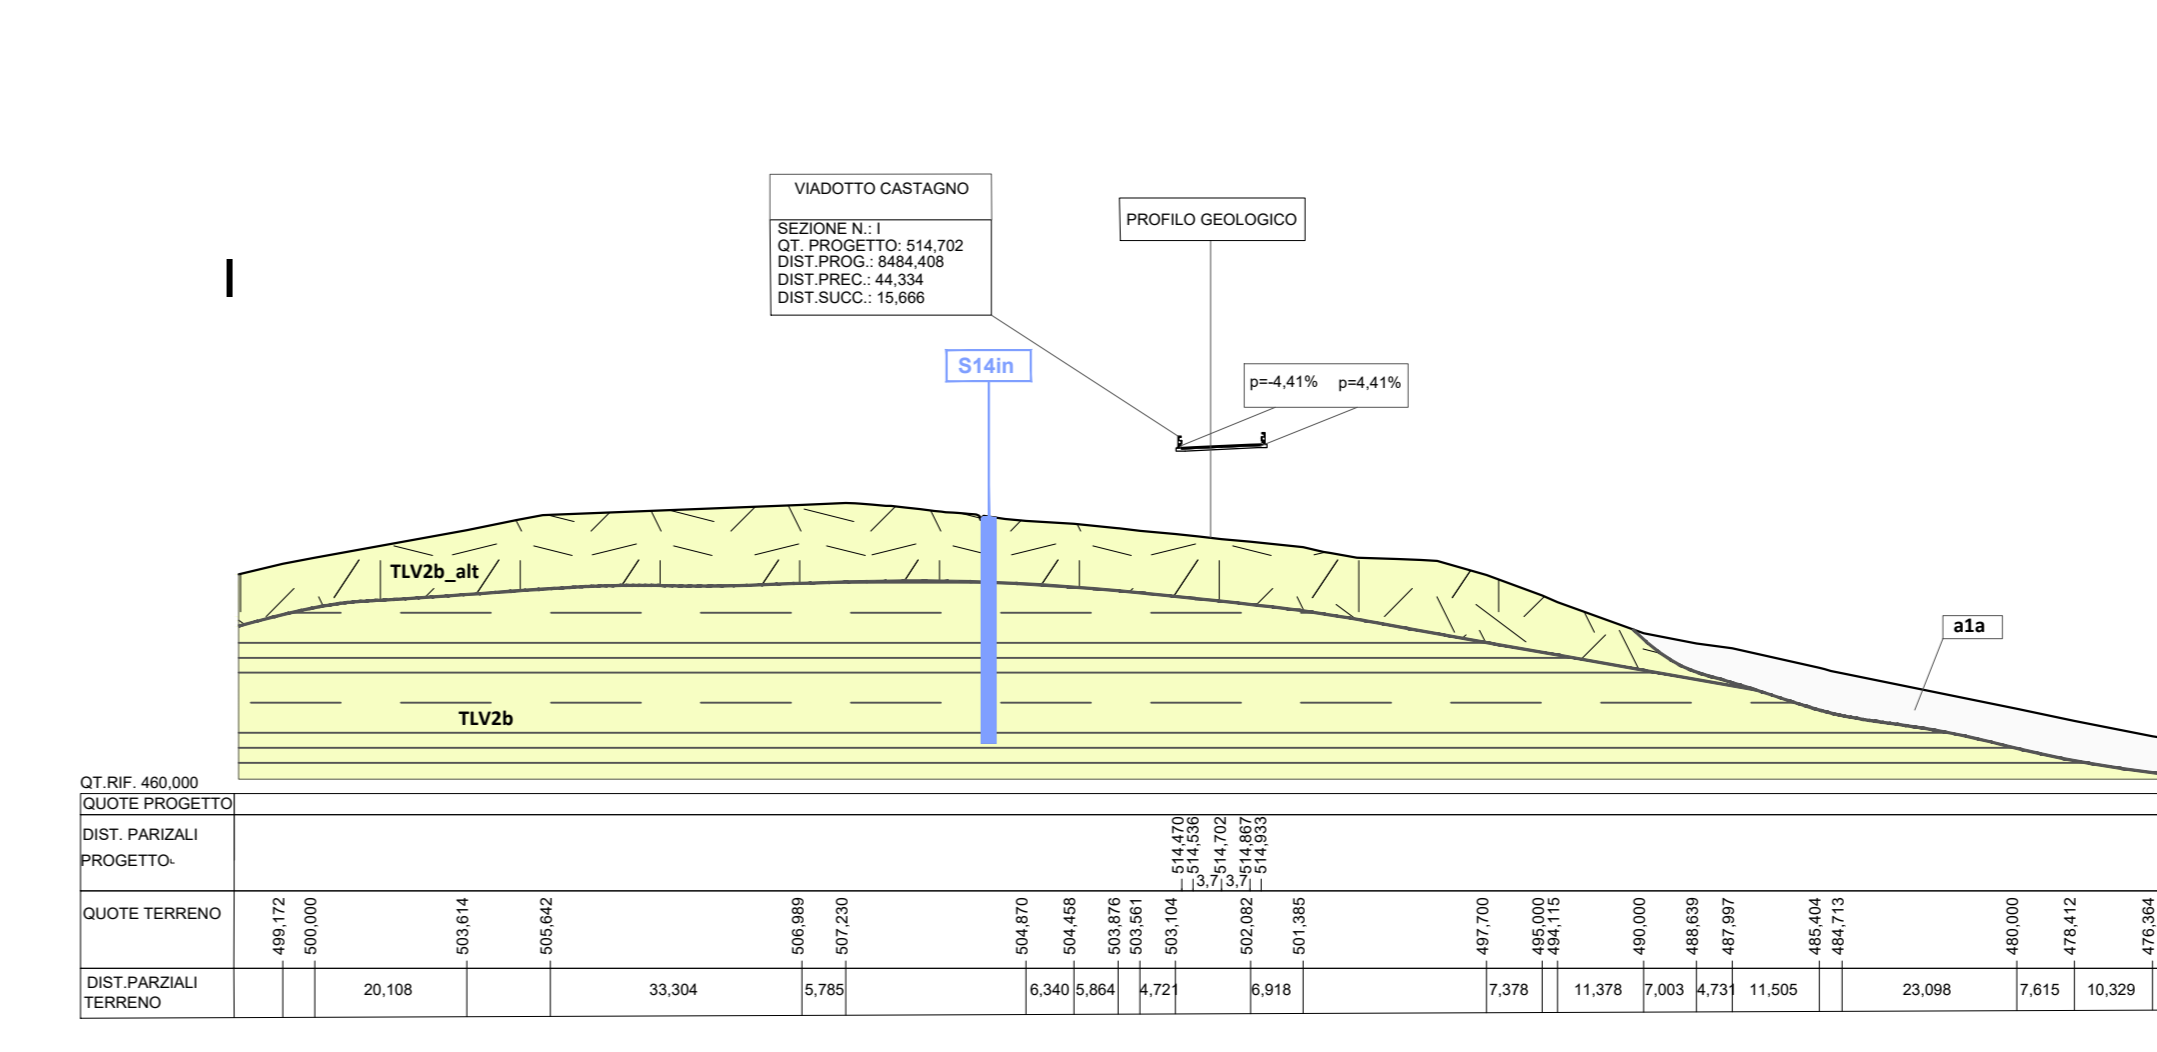 VIADOTTO CASTAGNO
SEZIONE N.: I
QT. PROGETTO: 514,702
DIST.PROG.: 8484,408
DIST.PREC.: 44,334
DIST.SUCC.: 15,666
PROFILO GEOLOGICO
I
S14in
p=-4,41% p=4,41%
TLV2b_alt
a1a
TLV2b
QT.RIF. 460,000
QUOTE PROGETTO
DIST. PARIZALI
PROGETTO
514,470 514,536 514,702 514,867 514,933
3,7 3,7
QUOTE TERRENO
499,172 500,000 503,614 505,642 506,989 507,230 504,870 504,458 503,876 503,561 503,104 502,082 501,385 497,700 495,000 494,115 490,000 488,639 487,997 485,404 484,713 480,000 478,412 476,364
DIST.PARZIALI
TERRENO
20,108 33,304 5,785 6,340 5,864 4,721 6,918 7,378 11,378 7,003 4,731 11,505 23,098 7,615 10,329